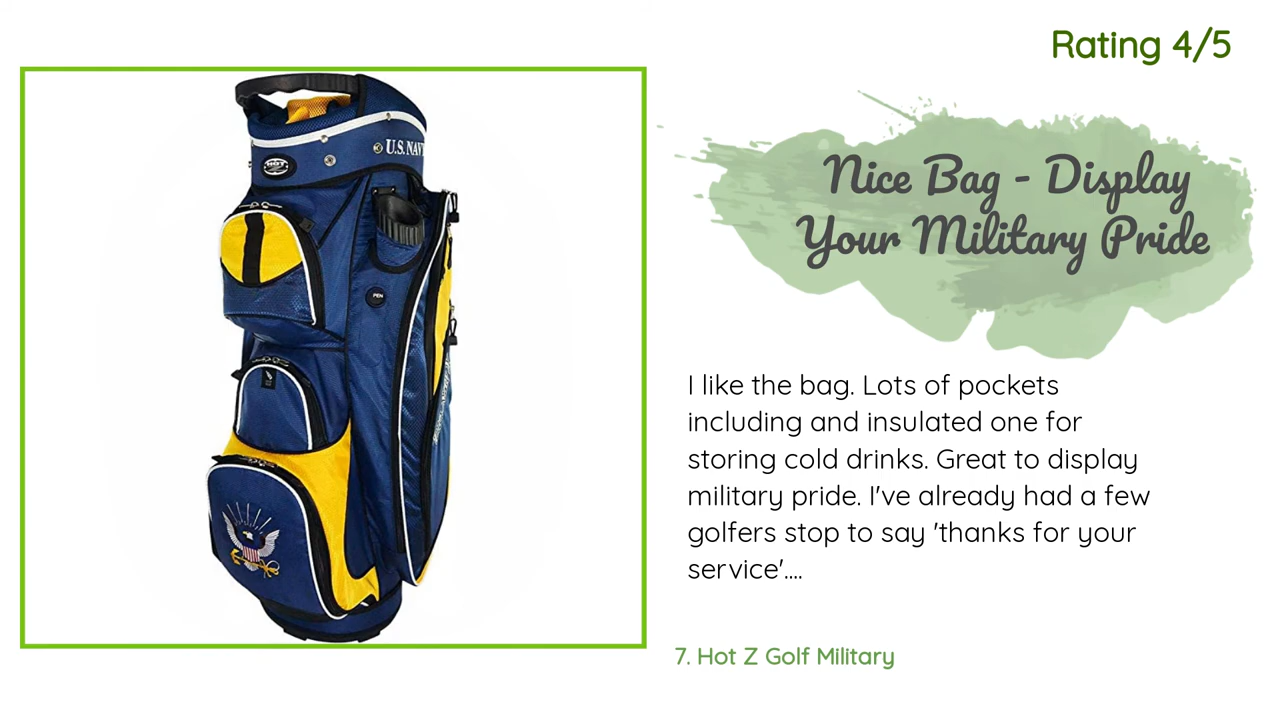 Rating 4/5
HOT
U.S. NAV
PEN
Nice Bag - Display
Your Military Pride
I like the bag. Lots of pockets
including and insulated one for
storing cold drinks. Great to display
military pride. I've already had a few
golfers stop to say 'thanks for your
service'....
7. Hot Z Golf Military